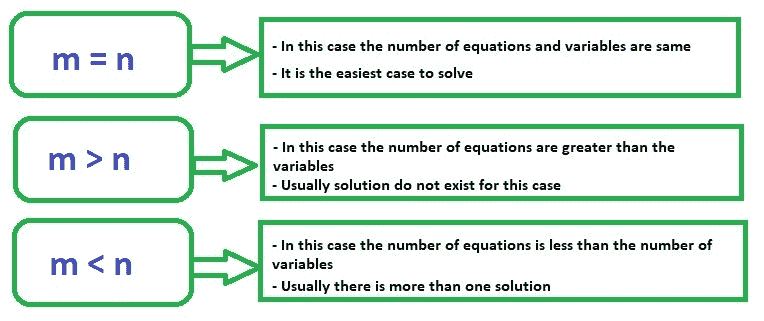 m = n
- In this case the number of equations and variables are same
- It is the easiest case to solve
m > n
- In this case the number of equations are greater than the
variables
- Usually solution do not exist for this case
m < n
- In this case the number of equations is less than the number of
variables
- Usually there is more than one solution